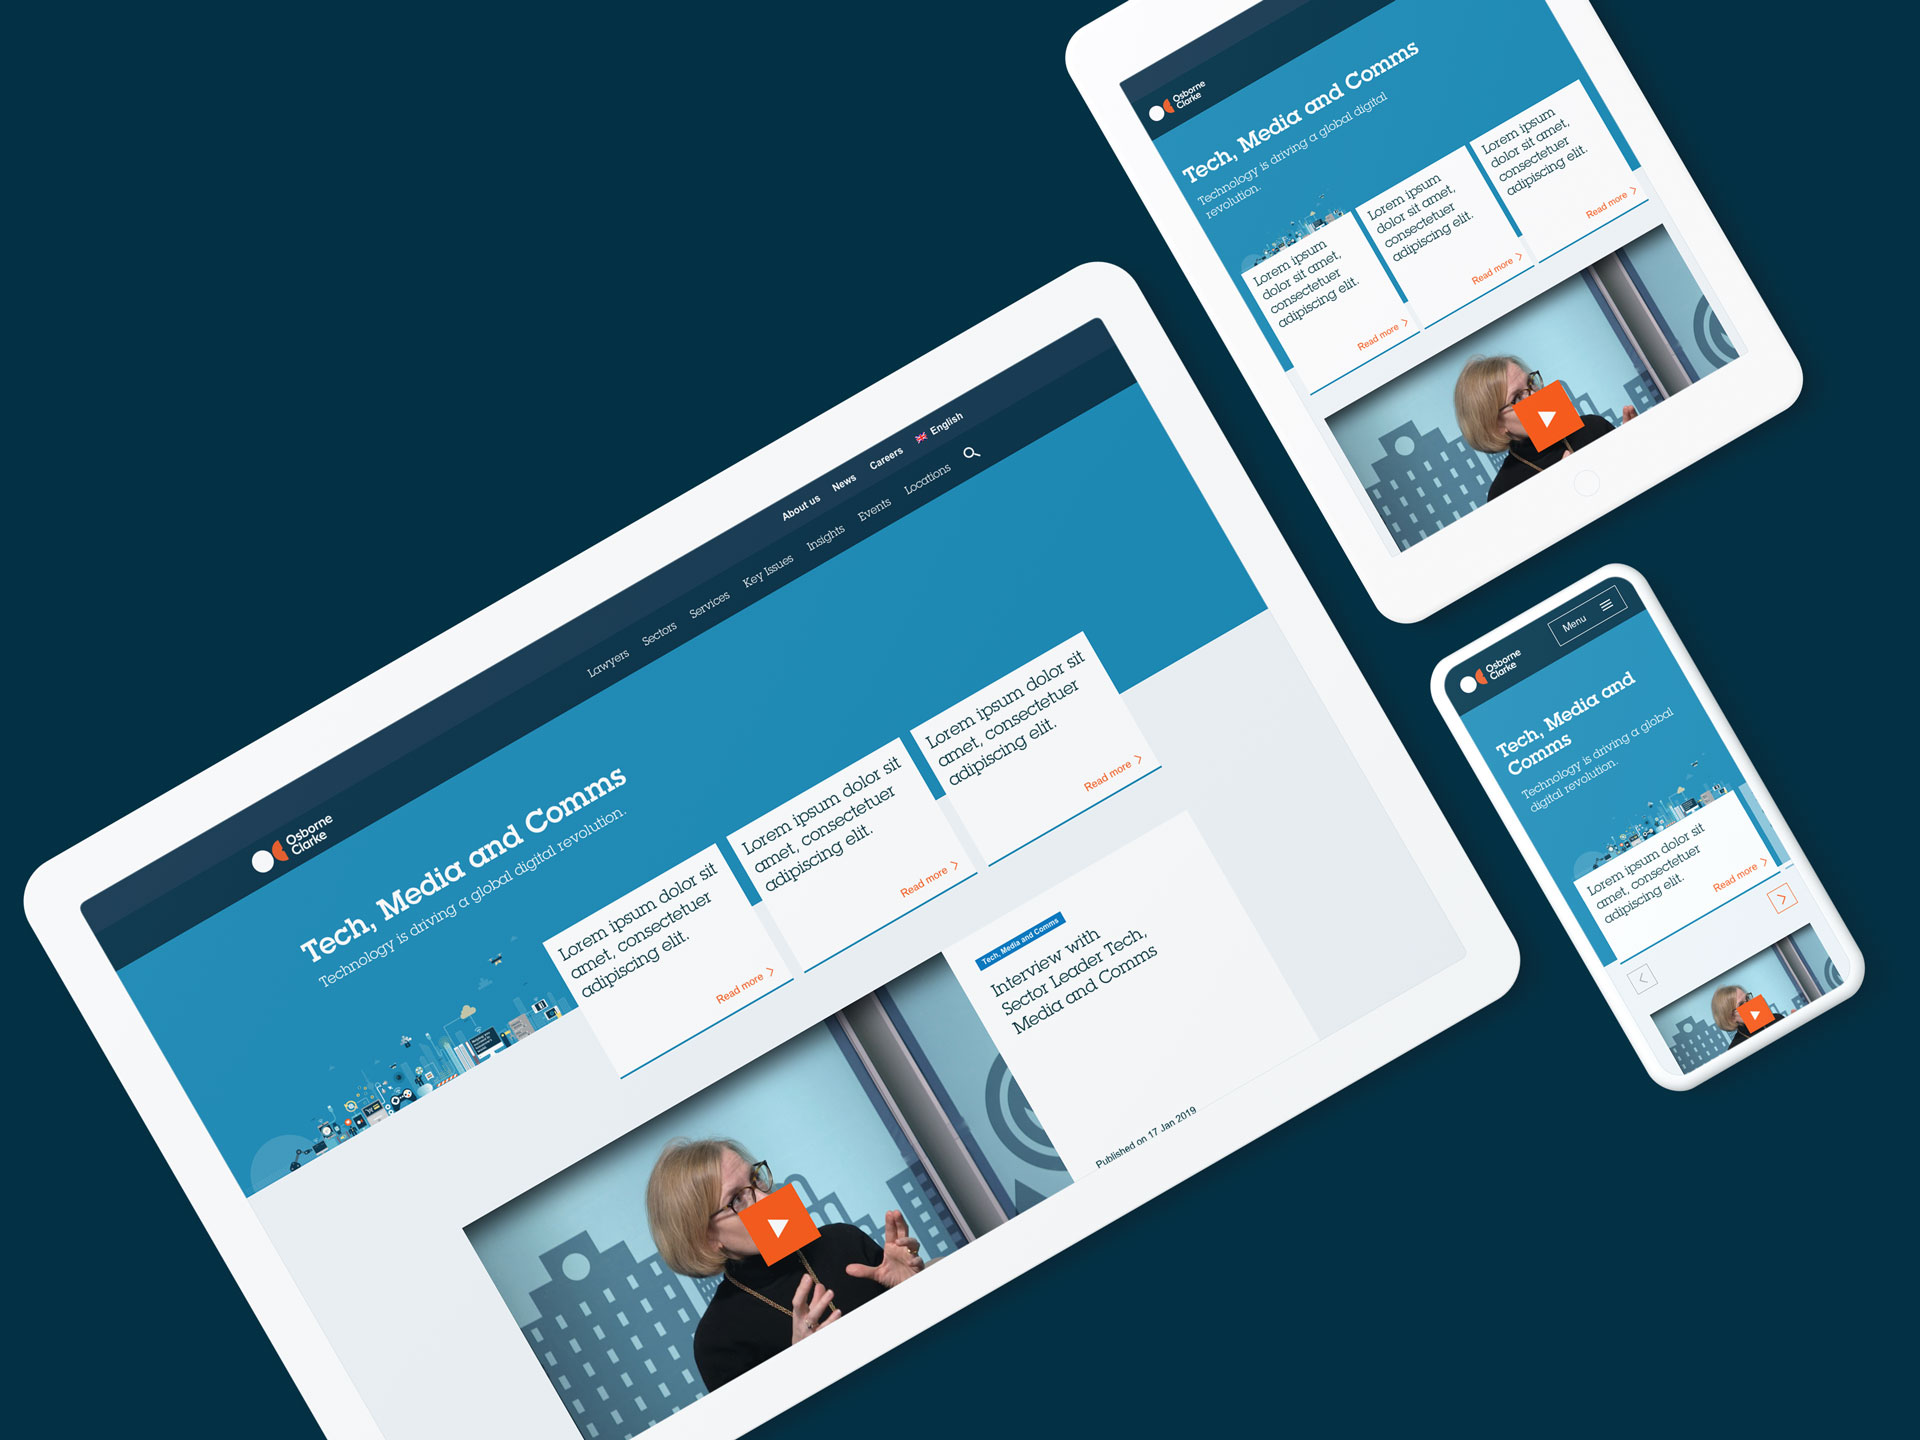 About us
News
Careers
English
Lawyers
Sectors
Services
Key Issues
Insights
Events
Locations
Osborne
Clarke
Tech, Media and Comms
Technology is driving a global digital revolution.
Lorem ipsum dolor sit
amet, consectetuer
adipiscing elit.
Read more
Lorem ipsum dolor sit
amet, consectetuer
adipiscing elit.
Read more
Lorem ipsum dolor sit
amet, consectetuer
adipiscing elit.
Read more
Tech, Media and Comms
Interview with
Sector Leader Tech,
Media and Comms
Published on 17 Jan 2019
Osborne
Clarke
Tech, Media and Comms
Technology is driving a global digital
revolution.
Lorem ipsum
dolor sit amet,
consectetuer
adipiscing elit.
Read more
Lorem ipsum
dolor sit amet,
consectetuer
adipiscing elit.
Read more
Lorem ipsum
dolor sit amet,
consectetuer
adipiscing elit.
Read more
Osborne
Clarke
Menu
Tech, Media and
Comms
Technology is driving a global
digital revolution.
Lorem ipsum dolor sit
amet, consectetuer
adipiscing elit.
Read more